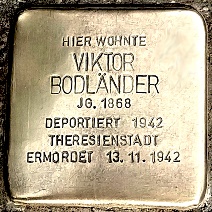 HIER WOHNTE
VIKTOR
BODLÄNDER
JG. 1868
DEPORTIERT 1942
THERESIENSTADT
ERMORDET 13.11.1942